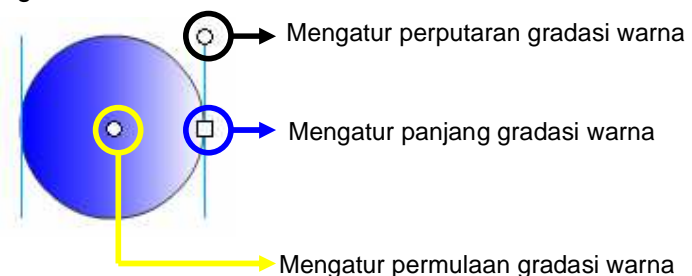 Mengatur perputaran gradasi warna
Mengatur panjang gradasi warna
Mengatur permulaan gradasi warna